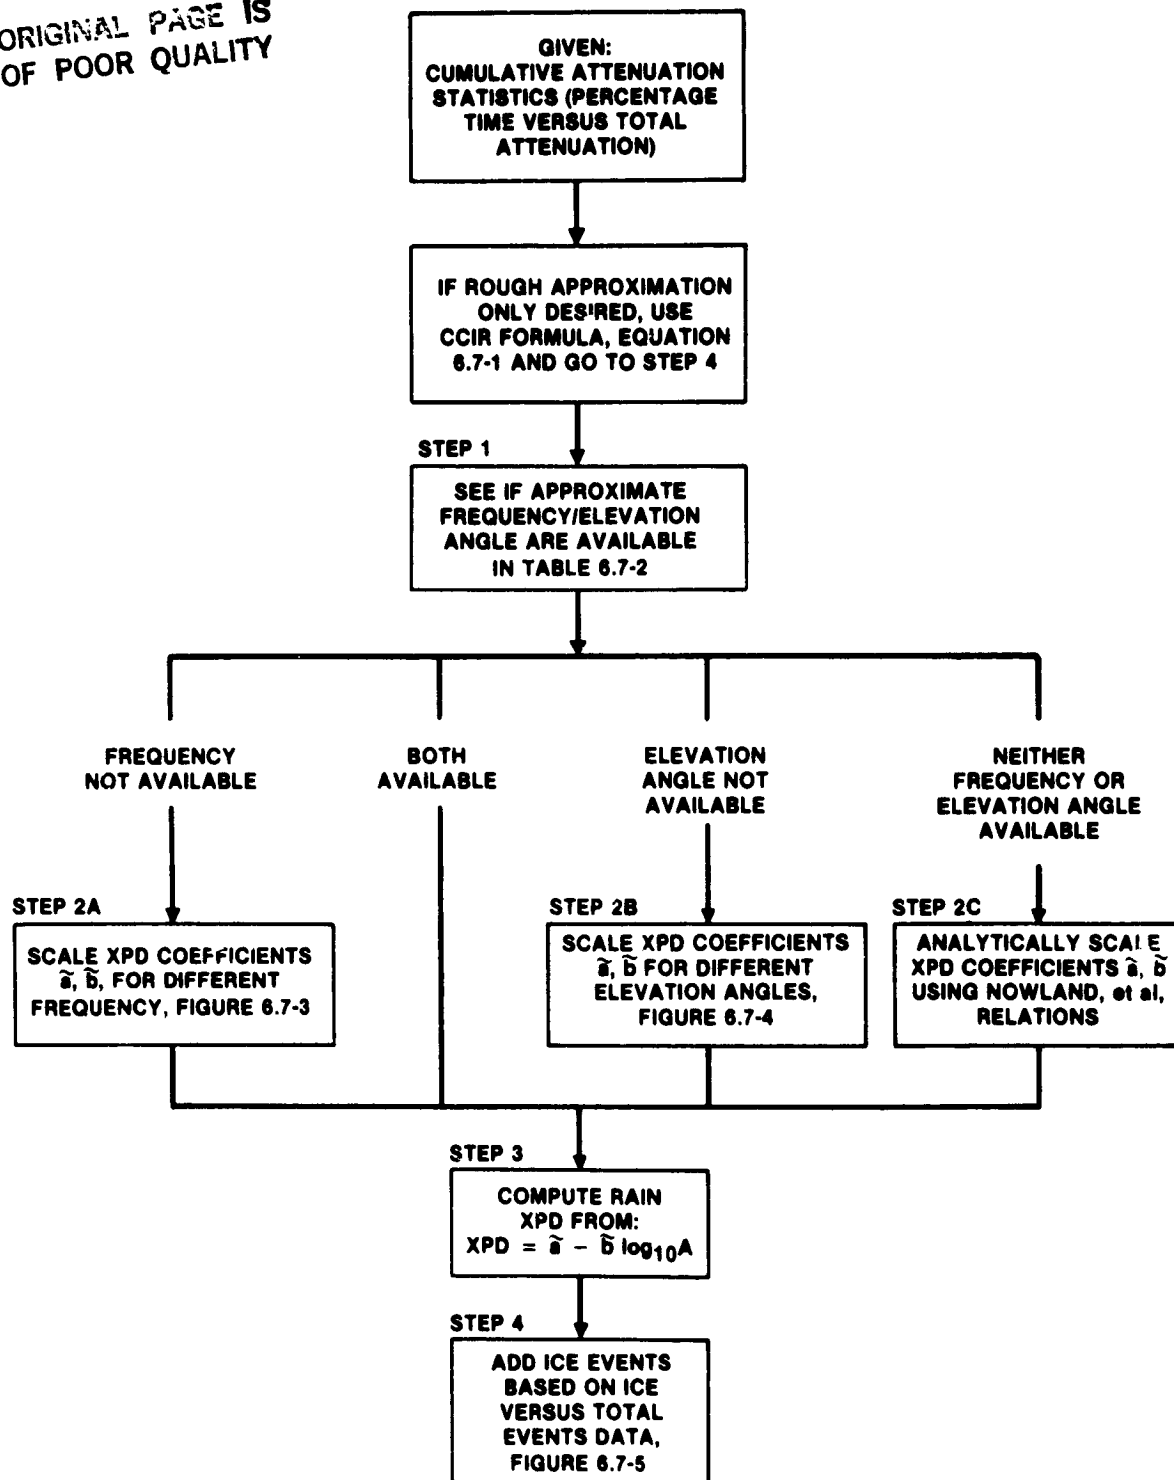 ORIGINAL PAGE IS
OF POOR QUALITY
GIVEN:
CUMULATIVE ATTENUATION
STATISTICS (PERCENTAGE
TIME VERSUS TOTAL
ATTENUATION)
IF ROUGH APPROXIMATION
ONLY DESIRED, USE
CCIR FORMULA, EQUATION
6.7-1 AND GO TO STEP 4
STEP 1
SEE IF APPROXIMATE
FREQUENCY/ELEVATION
ANGLE ARE AVAILABLE
IN TABLE 6.7-2
FREQUENCY
NOT AVAILABLE
BOTH
AVAILABLE
ELEVATION
ANGLE NOT
AVAILABLE
NEITHER
FREQUENCY OR
ELEVATION ANGLE
AVAILABLE
STEP 2A
SCALE XPD COEFFICIENTS
ã, b̃, FOR DIFFERENT
FREQUENCY, FIGURE 6.7-3
STEP 2B
SCALE XPD COEFFICIENTS
ã, b̃ FOR DIFFERENT
ELEVATION ANGLES,
FIGURE 6.7-4
STEP 2C
ANALYTICALLY SCALE
XPD COEFFICIENTS ã, b̃
USING NOWLAND, et al,
RELATIONS
STEP 3
COMPUTE RAIN
XPD FROM:
XPD = ã − b̃ log₁₀A
STEP 4
ADD ICE EVENTS
BASED ON ICE
VERSUS TOTAL
EVENTS DATA,
FIGURE 6.7-5